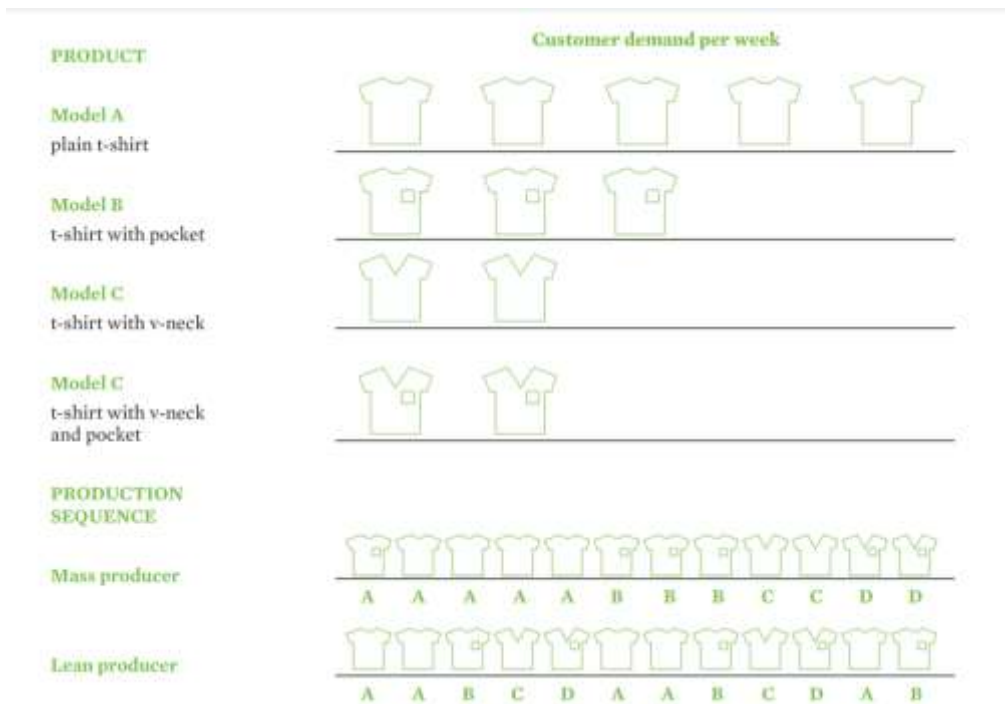 Customer demand per week
PRODUCT
Model A
plain t-shirt
Model B
t-shirt with pocket
Model C
t-shirt with v-neck
Model C
t-shirt with v-neck
and pocket
PRODUCTION
SEQUENCE
Mass producer
A A A A A B B B C C D D
Lean producer
A A B C D A A B C D A B